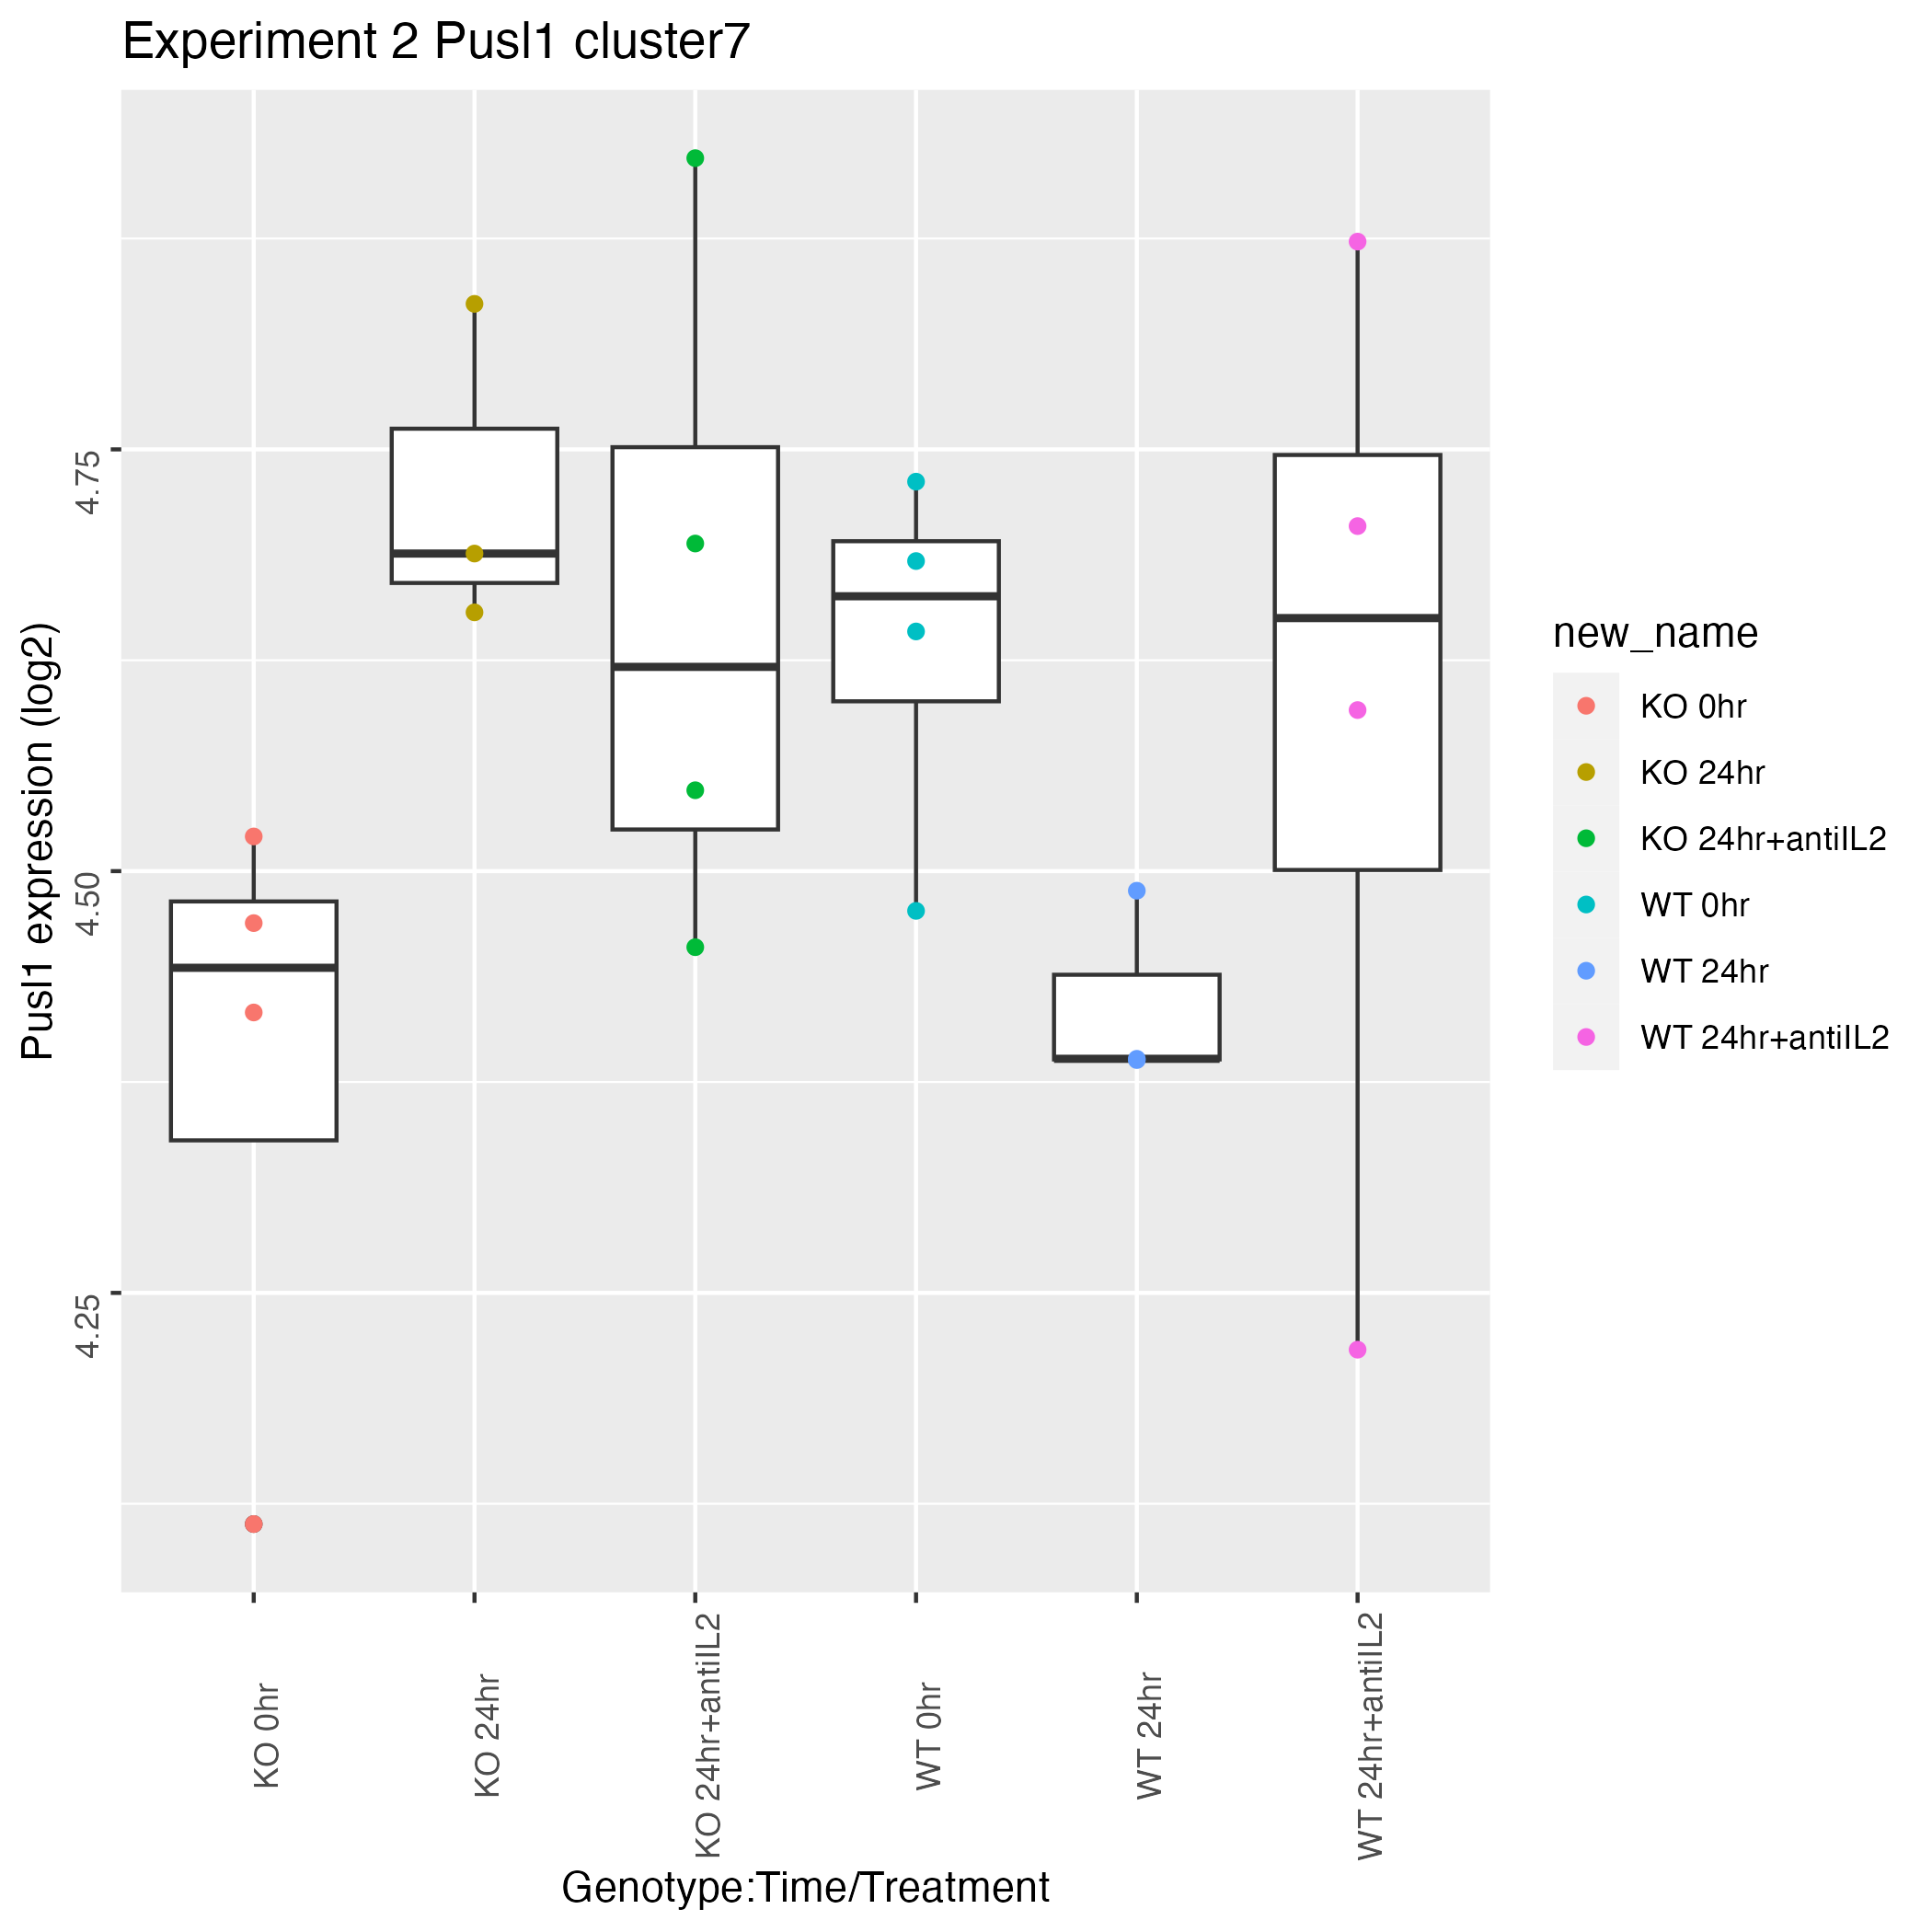 Experiment 2 Pusl1 cluster7
Pusl1 expression (log2)
4.75
4.50
4.25
KO 0hr
KO 24hr
KO 24hr+antiIL2
WT 0hr
WT 24hr
WT 24hr+antiIL2
Genotype:Time/Treatment
new_name
KO 0hr
KO 24hr
KO 24hr+antiIL2
WT 0hr
WT 24hr
WT 24hr+antiIL2